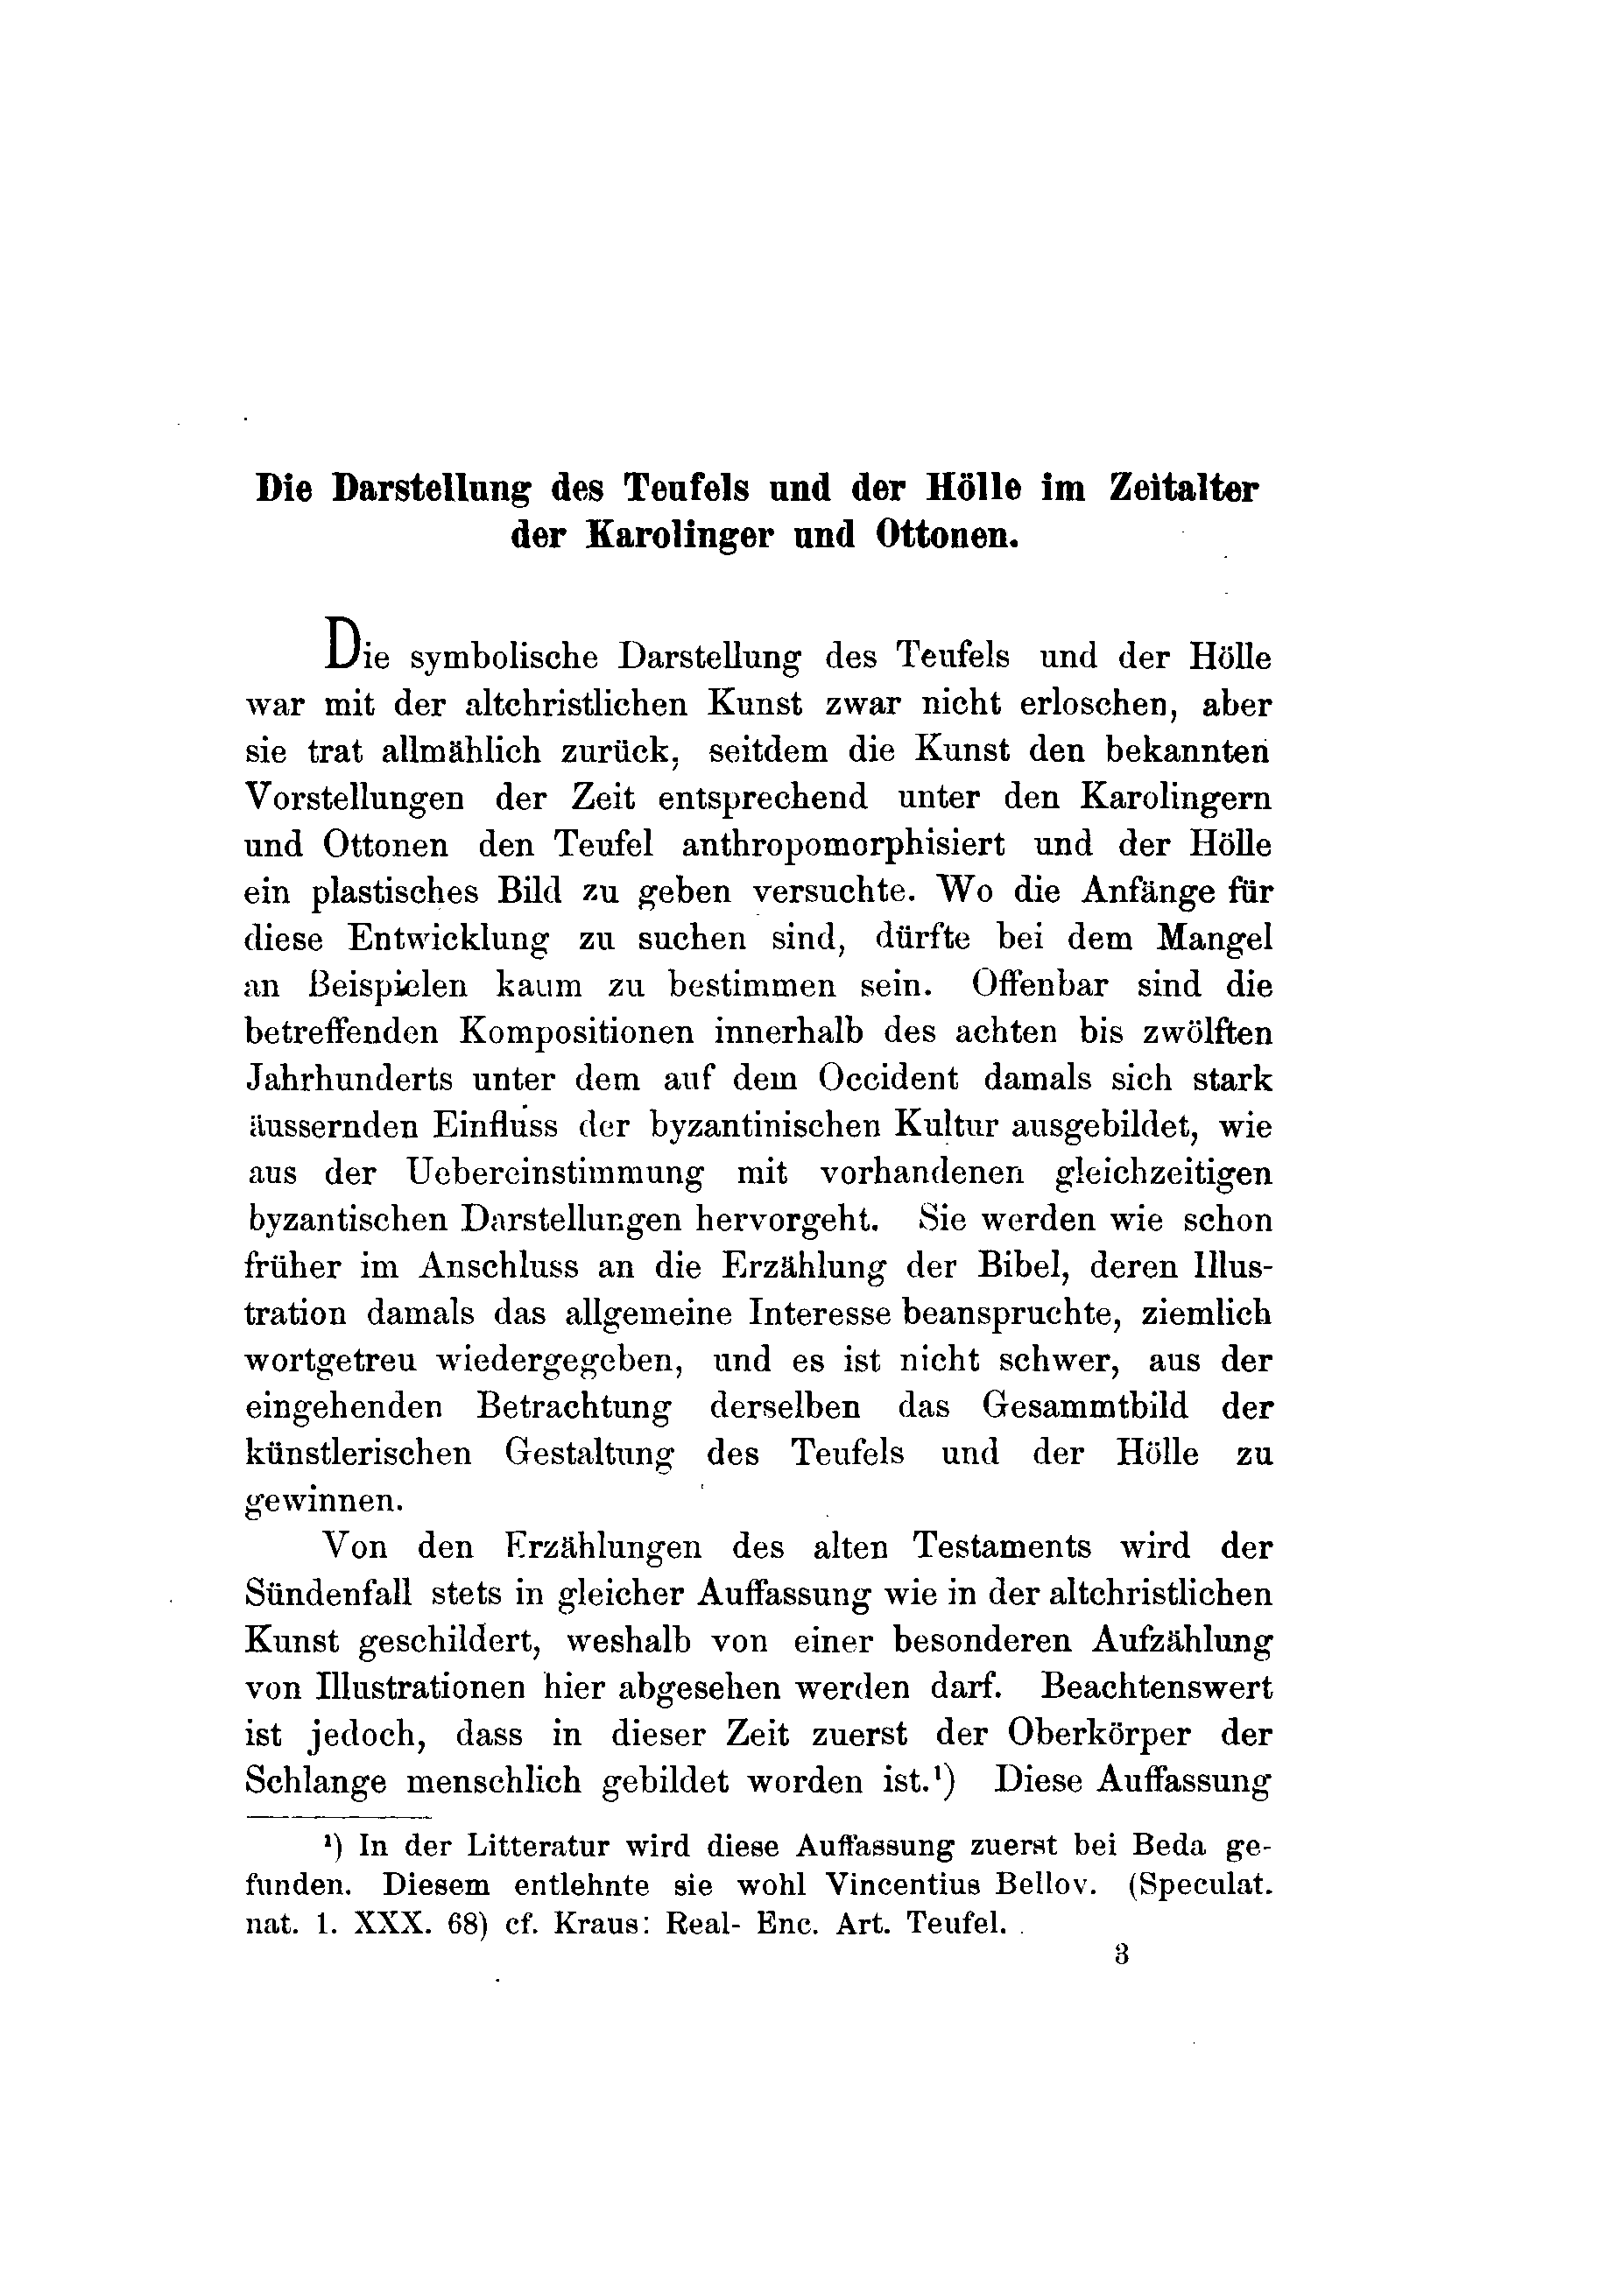 Die Darstellung des Teufels und der Hölle im Zeitalter
der Karolinger und Ottonen.
Die symbolische Darstellung des Teufels und der Hölle
war mit der altchristlichen Kunst zwar nicht erloschen, aber
sie trat allmählich zurück, seitdem die Kunst den bekannten
Vorstellungen der Zeit entsprechend unter den Karolingern
und Ottonen den Teufel anthropomorphisiert und der Hölle
ein plastisches Bild zu geben versuchte. Wo die Anfänge für
diese Entwicklung zu suchen sind, dürfte bei dem Mangel
an Beispielen kaum zu bestimmen sein. Offenbar sind die
betreffenden Kompositionen innerhalb des achten bis zwölften
Jahrhunderts unter dem auf dem Occident damals sich stark
äussernden Einfluss der byzantinischen Kultur ausgebildet, wie
aus der Uebereinstimmung mit vorhandenen gleichzeitigen
byzantischen Darstellungen hervorgeht. Sie werden wie schon
früher im Anschluss an die Erzählung der Bibel, deren Illus-
tration damals das allgemeine Interesse beanspruchte, ziemlich
wortgetreu wiedergegeben, und es ist nicht schwer, aus der
eingehenden Betrachtung derselben das Gesammtbild der
künstlerischen Gestaltung des Teufels und der Hölle zu
gewinnen.
Von den Erzählungen des alten Testaments wird der
Sündenfall stets in gleicher Auffassung wie in der altchristlichen
Kunst geschildert, weshalb von einer besonderen Aufzählung
von Illustrationen hier abgesehen werden darf. Beachtenswert
ist jedoch, dass in dieser Zeit zuerst der Oberkörper der
Schlange menschlich gebildet worden ist.¹) Diese Auffassung
¹) In der Litteratur wird diese Auffassung zuerst bei Beda ge-
funden. Diesem entlehnte sie wohl Vincentius Bellov. (Speculat.
nat. 1. XXX. 68) cf. Kraus: Real- Enc. Art. Teufel.
3